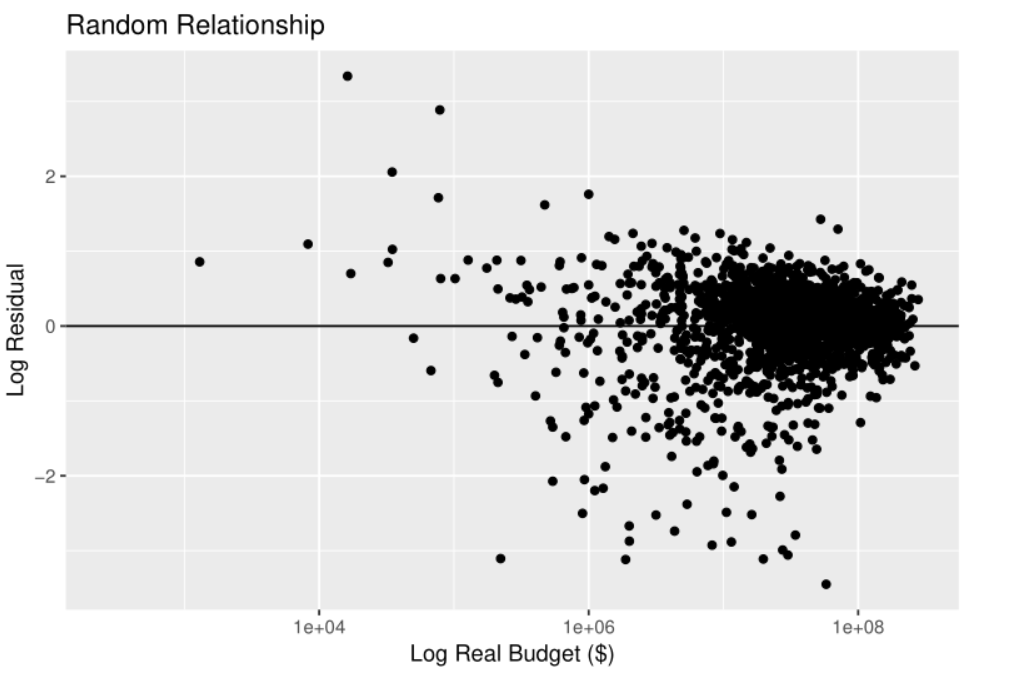 Random Relationship
Log Residual
2
0
−2
1e+04
1e+06
1e+08
Log Real Budget ($)